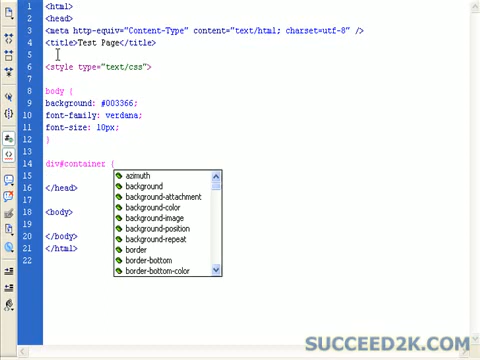 1 <html>
2 <head>
3 <meta http-equiv="Content-Type" content="text/html; charset=utf-8" />
4 <title>Test Page</title>
5
6 <style type="text/css">
7
8 body {
9 background: #003366;
10 font-family: verdana;
11 font-size: 10px;
12 }
13
14 div#container {
15
16 </head>
17
18 <body>
19
20 </body>
21 </html>
22
azimuth
background
background-attachment
background-color
background-image
background-position
background-repeat
border
border-bottom
border-bottom-color
SUCCEED2K.COM